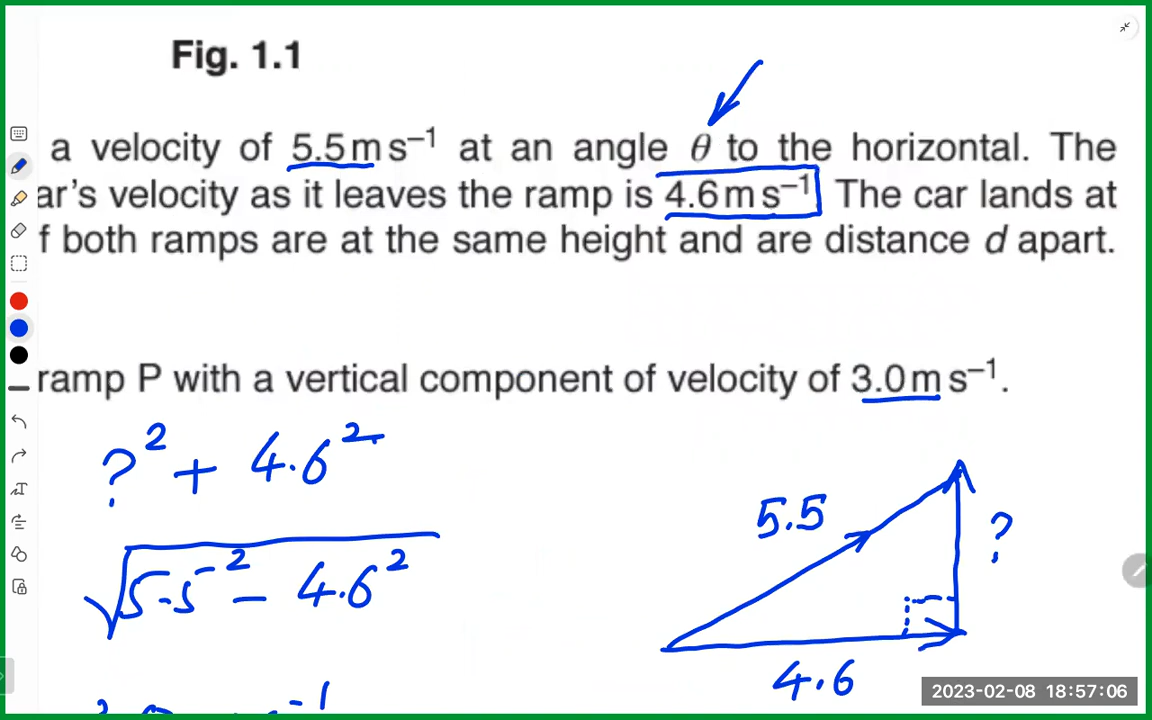 Fig. 1.1
a velocity of 5.5 m s⁻¹ at an angle θ to the horizontal. The
ar's velocity as it leaves the ramp is 4.6 m s⁻¹ The car lands at
f both ramps are at the same height and are distance d apart.
ramp P with a vertical component of velocity of 3.0 m s⁻¹.
?² + 4.6²
√5.5² − 4.6²
5.5
?
4.6
2023-02-08 18:57:06